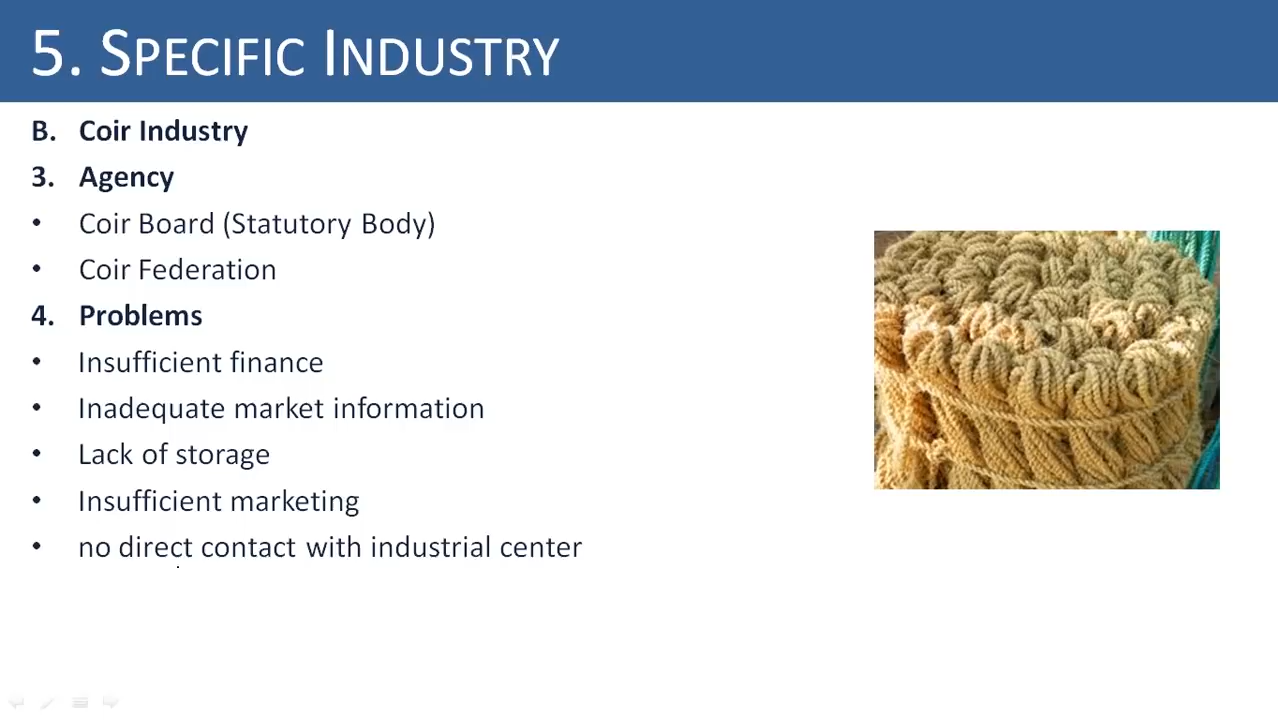 5. Specific Industry
B. Coir Industry
3. Agency
• Coir Board (Statutory Body)
• Coir Federation
4. Problems
• Insufficient finance
• Inadequate market information
• Lack of storage
• Insufficient marketing
• no direct contact with industrial center